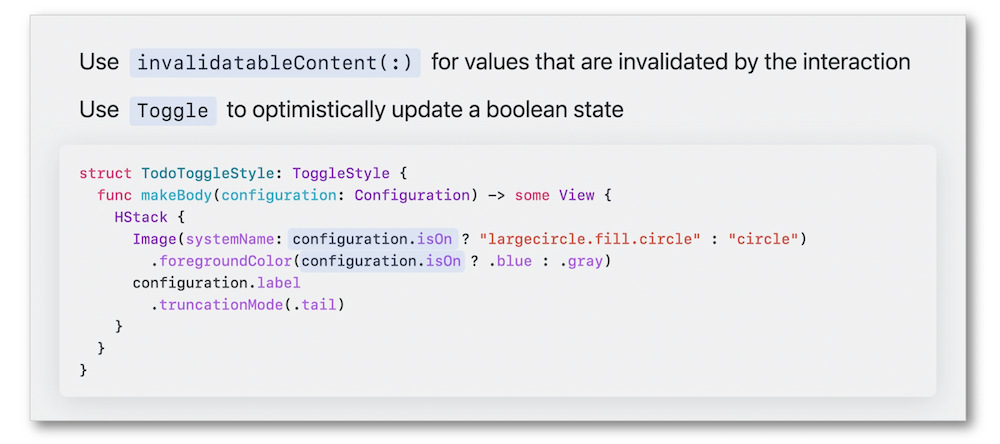 Use invalidatableContent(:) for values that are invalidated by the interaction
Use Toggle to optimistically update a boolean state
struct TodoToggleStyle: ToggleStyle {
  func makeBody(configuration: Configuration) -> some View {
    HStack {
      Image(systemName: configuration.isOn ? "largecircle.fill.circle" : "circle")
        .foregroundColor(configuration.isOn ? .blue : .gray)
      configuration.label
        .truncationMode(.tail)
    }
  }
}